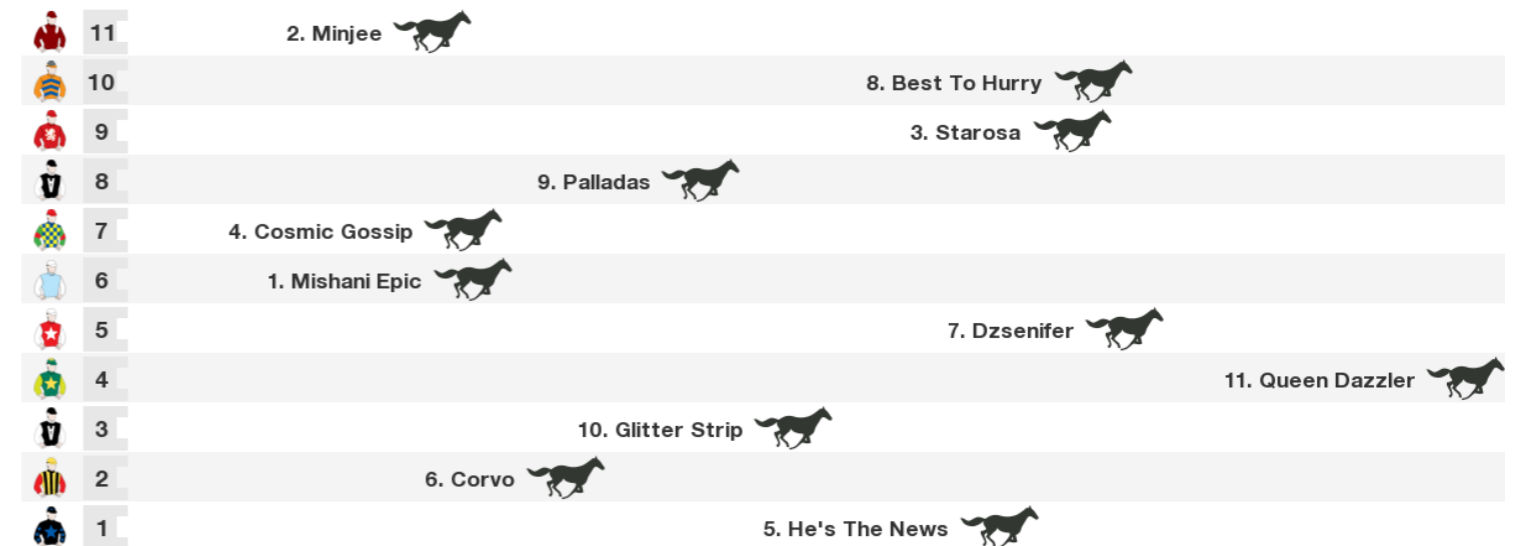 11 2. Minjee
10 8. Best To Hurry
9 3. Starosa
8 9. Palladas
7 4. Cosmic Gossip
6 1. Mishani Epic
5 7. Dzsenifer
4 11. Queen Dazzler
3 10. Glitter Strip
2 6. Corvo
1 5. He's The News